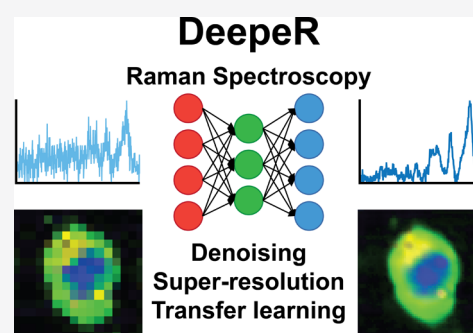 DeepeR
Raman Spectroscopy
Denoising
Super-resolution
Transfer learning